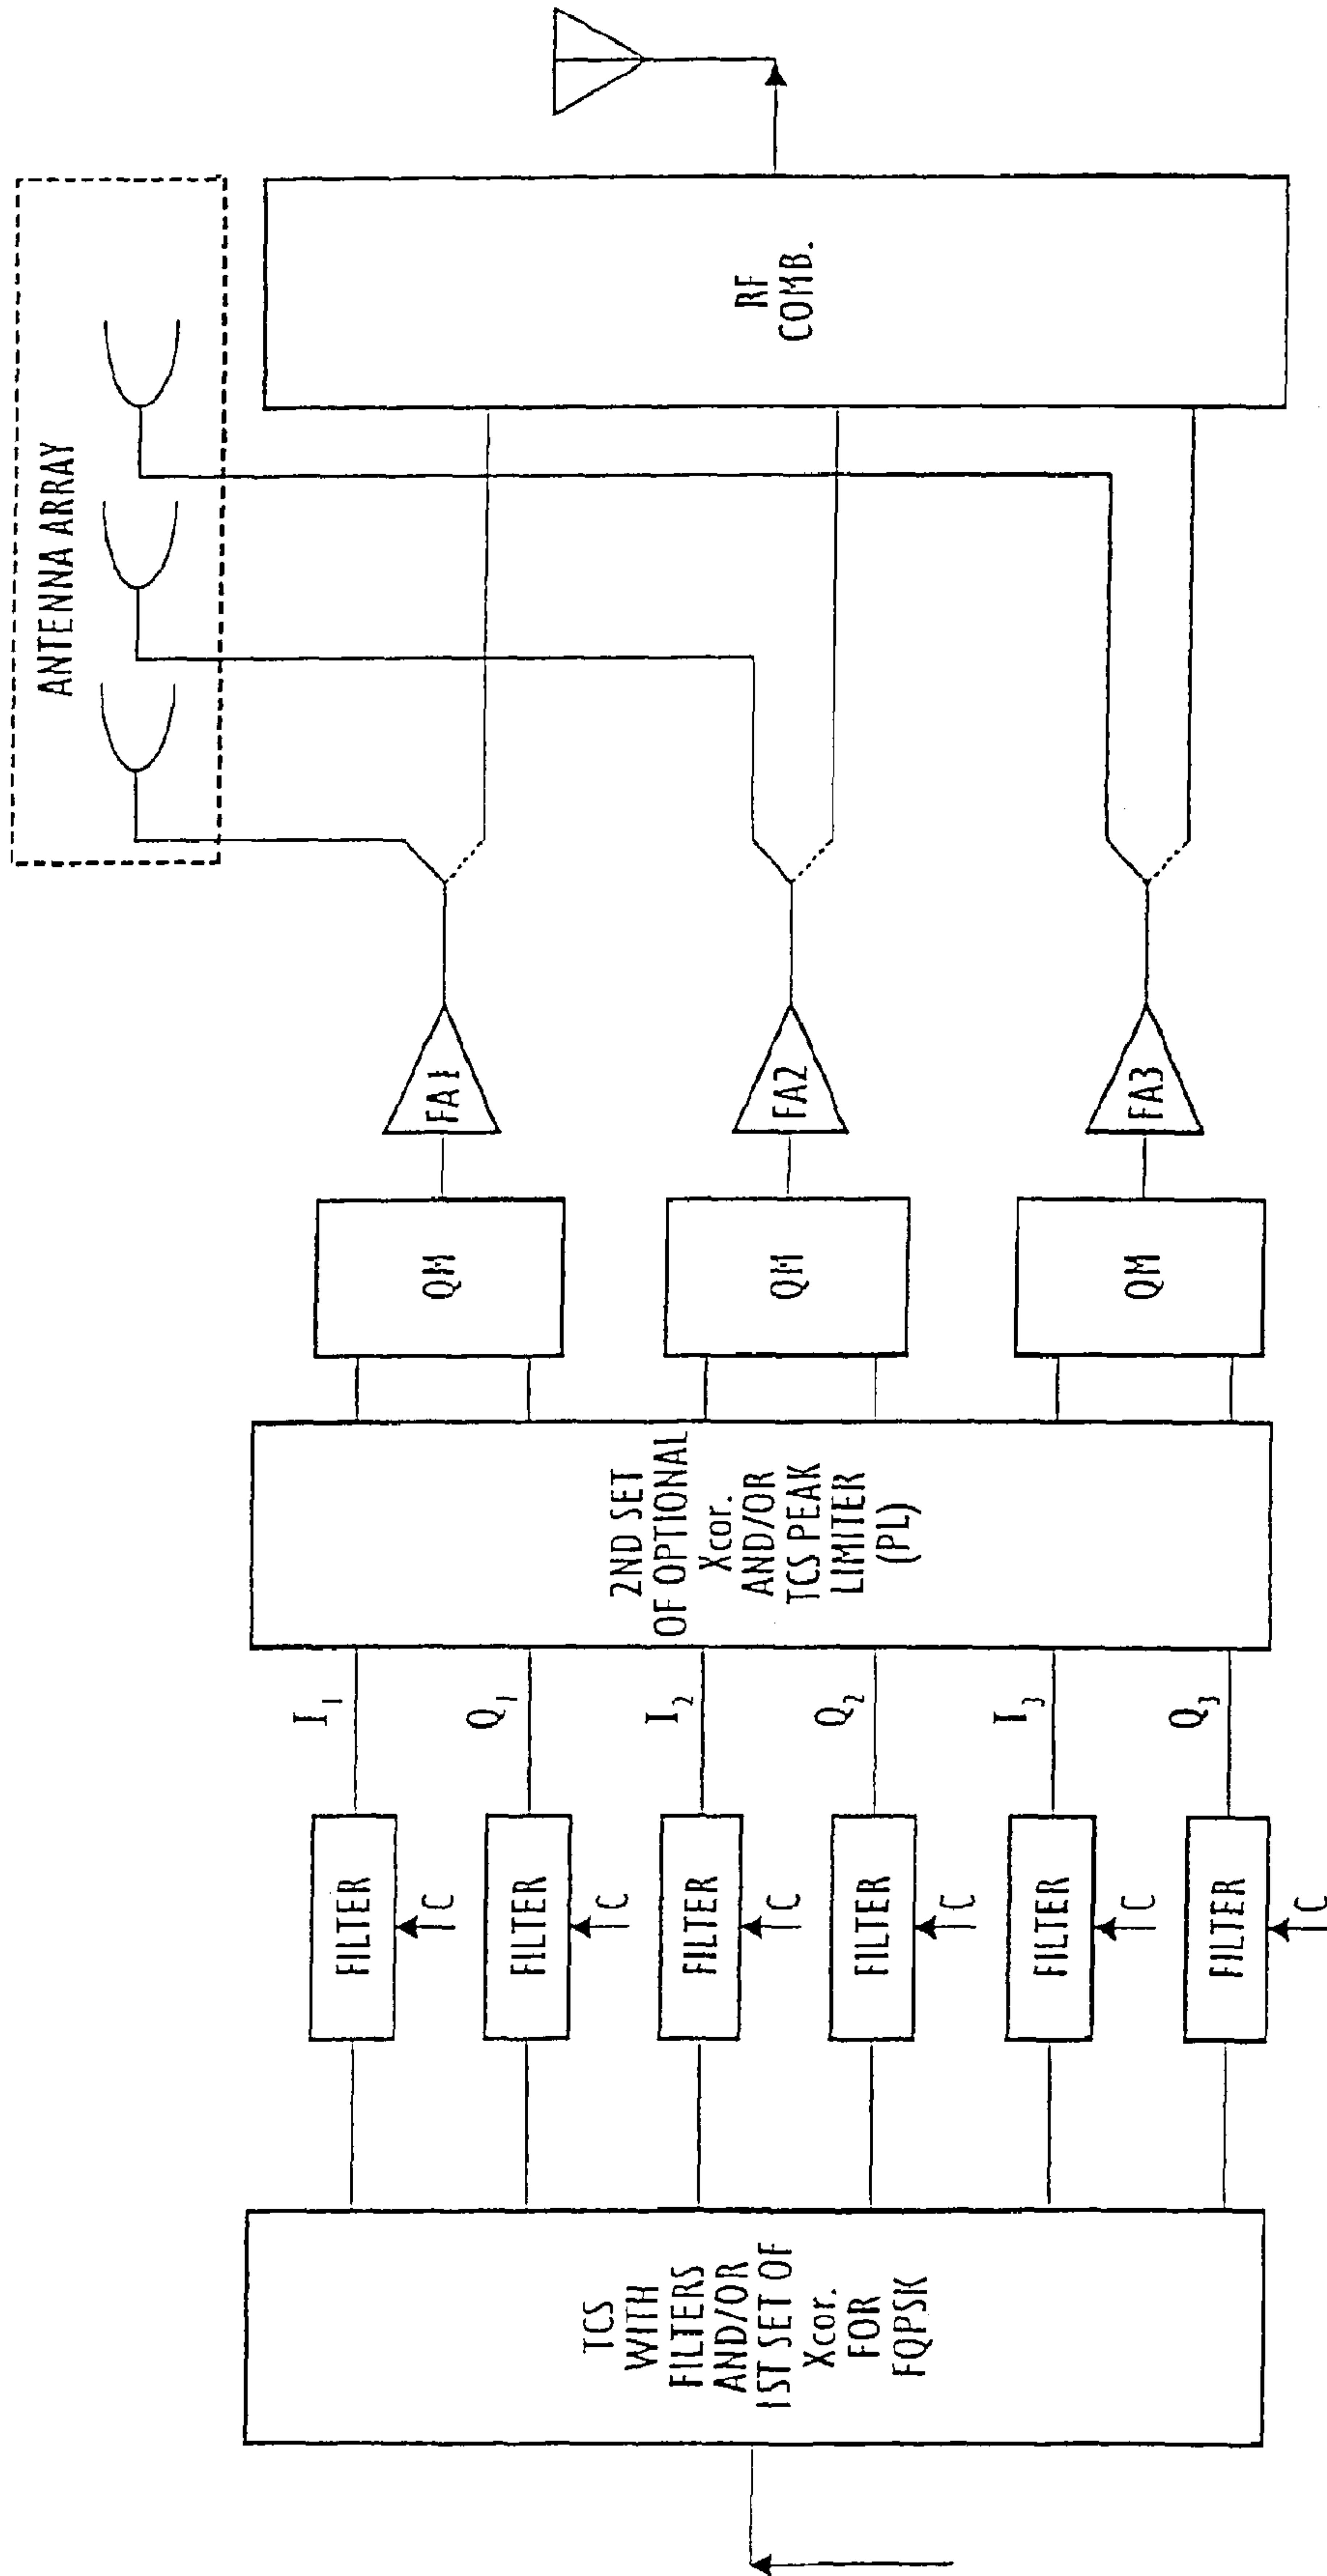 TCS
WITH
FILTERS
AND/OR
1ST SET OF
Xcor.
FOR
FQPSK
FILTER
C
FILTER
C
FILTER
C
FILTER
C
FILTER
C
FILTER
C
I1
Q1
I2
Q2
I3
Q3
2ND SET
OF OPTIONAL
Xcor.
AND/OR
TCS PEAK
LIMITER
(PL)
QM
QM
QM
FA1
FA2
FA3
ANTENNA ARRAY
RF
COMB.